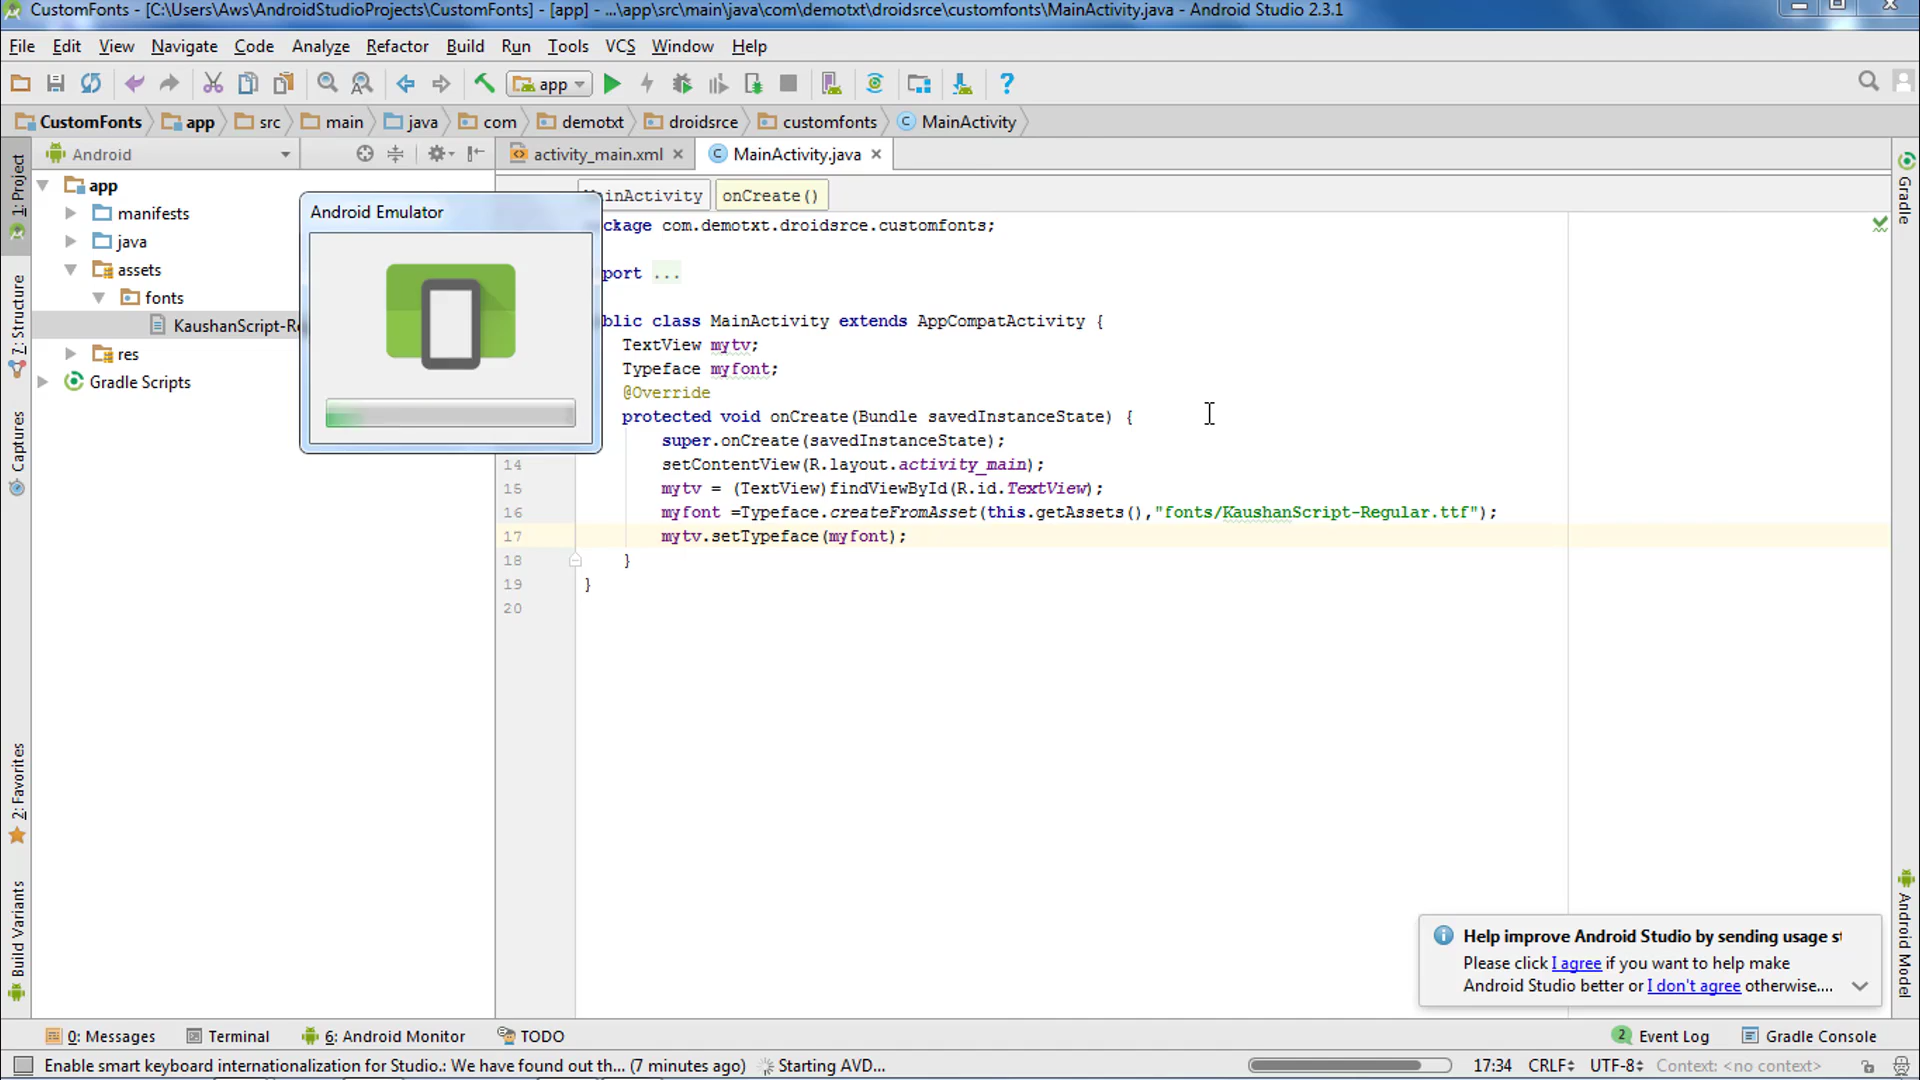 CustomFonts - [C:\Users\Aws\AndroidStudioProjects\CustomFonts] - [app] - ...\app\src\main\java\com\demotxt\droidsrce\customfonts\MainActivity.java - Android Studio 2.3.1
File Edit View Navigate Code Analyze Refactor Build Run Tools VCS Window Help
app
CustomFonts app src main java com demotxt droidsrce customfonts MainActivity
Android
activity_main.xml MainActivity.java
1: Project
7: Structure
Captures
2: Favorites
Build Variants
app
manifests
java
assets
fonts
KaushanScript-Re
res
Gradle Scripts
Android Emulator
inActivity onCreate()
ckage com.demotxt.droidsrce.customfonts;
port ...
blic class MainActivity extends AppCompatActivity {
TextView mytv;
Typeface myfont;
@Override
protected void onCreate(Bundle savedInstanceState) {
super.onCreate(savedInstanceState);
14 setContentView(R.layout.activity_main);
15 mytv = (TextView)findViewById(R.id.TextView);
16 myfont =Typeface.createFromAsset(this.getAssets(),"fonts/KaushanScript-Regular.ttf");
17 mytv.setTypeface(myfont);
18 }
19 }
20
Gradle
Android Model
Help improve Android Studio by sending usage st
Please click I agree if you want to help make
Android Studio better or I don't agree otherwise....
0: Messages Terminal 6: Android Monitor TODO 2 Event Log Gradle Console
Enable smart keyboard internationalization for Studio.: We have found out th... (7 minutes ago) Starting AVD... 17:34 CRLF UTF-8 Context: <no context>